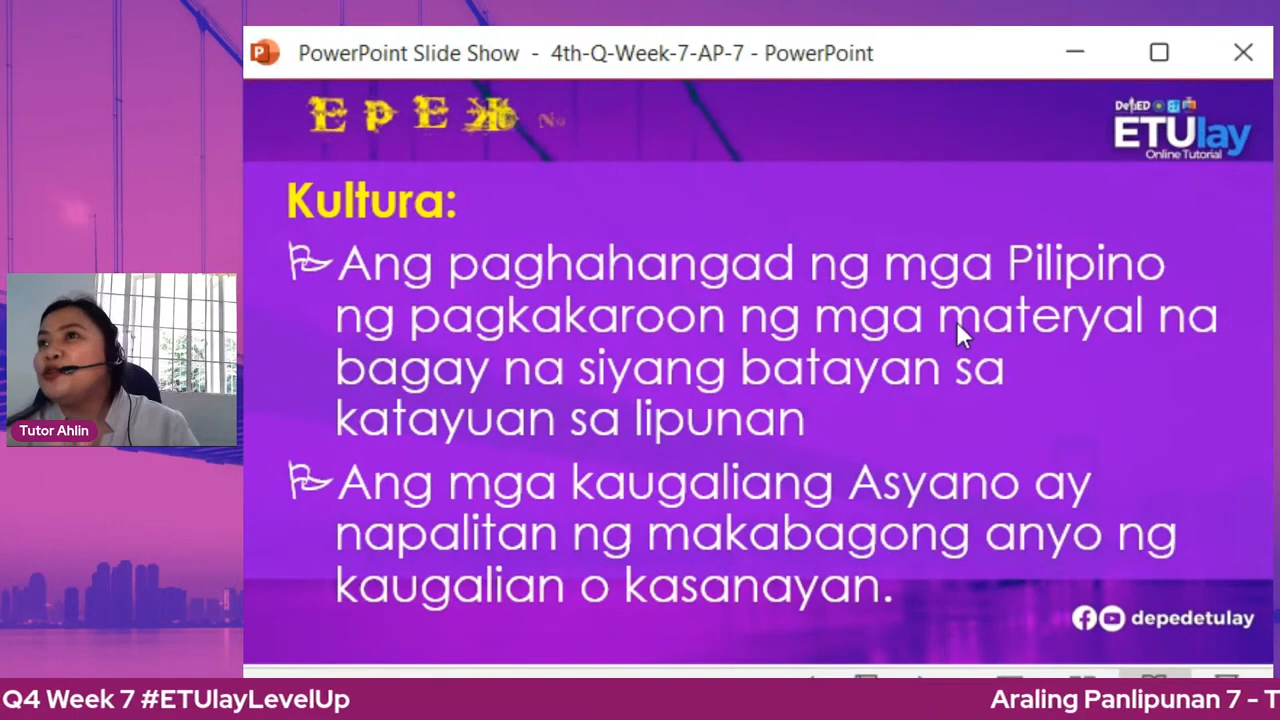 PowerPoint Slide Show - 4th-Q-Week-7-AP-7 - PowerPoint
DepED
ETUlay
Online Tutorial
Kultura:
Ang paghahangad ng mga Pilipino
ng pagkakaroon ng mga materyal na
bagay na siyang batayan sa
katayuan sa lipunan
Ang mga kaugaliang Asyano ay
napalitan ng makabagong anyo ng
kaugalian o kasanayan.
Tutor Ahlin
depedetulay
Q4 Week 7 #ETUlayLevelUp
Araling Panlipunan 7 - T